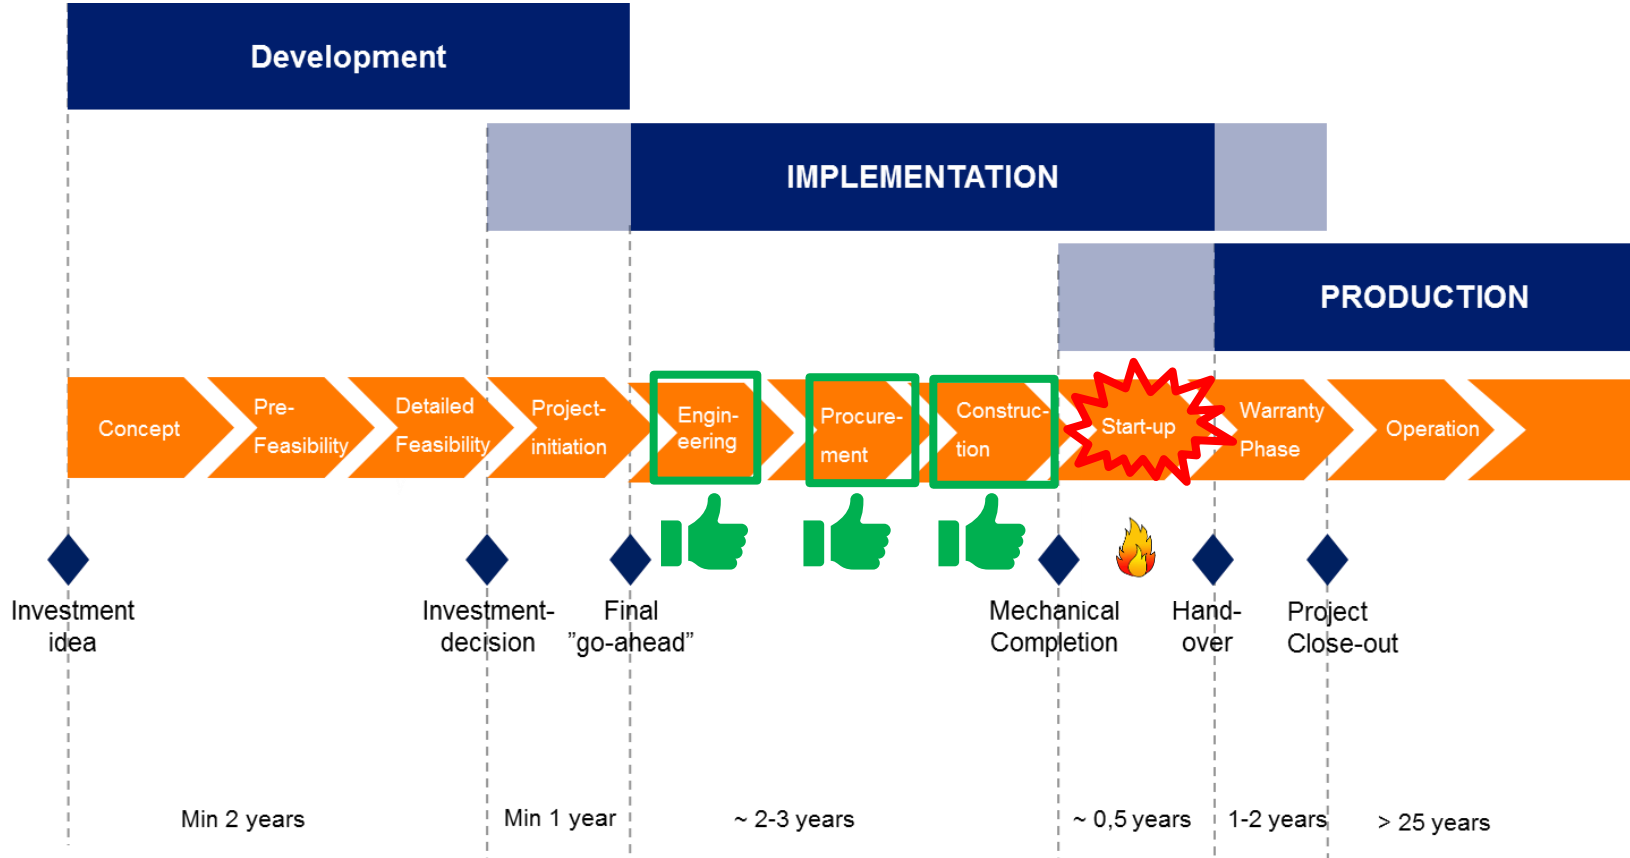 Development
IMPLEMENTATION
PRODUCTION
Concept
Pre-
Feasibility
Detailed
Feasibility
Project-
initiation
Engin-
eering
Procure-
ment
Construc-
tion
Start-up
Warranty
Phase
Operation
Investment
idea
Investment-
decision
Final
”go-ahead”
Mechanical
Completion
Hand-
over
Project
Close-out
Min 2 years
Min 1 year
~ 2-3 years
~ 0,5 years
1-2 years
> 25 years